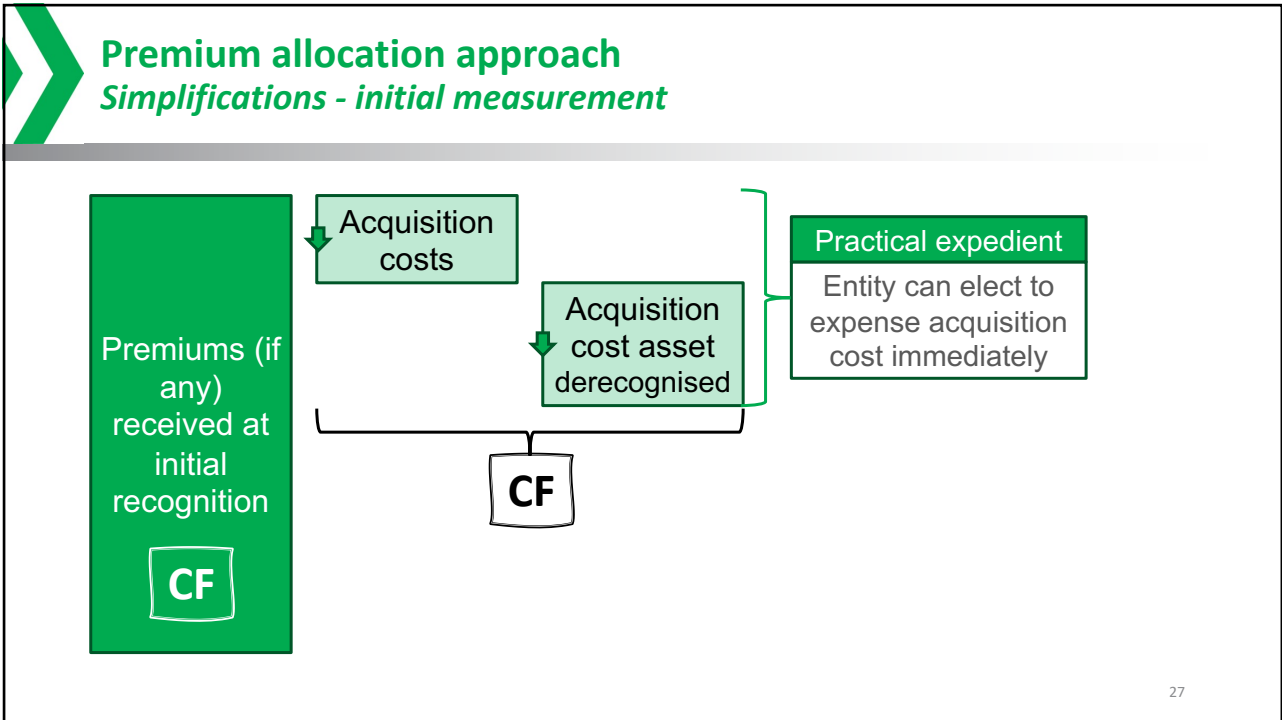 Premium allocation approach
Simplifications - initial measurement
Premiums (if
any)
received at
initial
recognition
CF
Acquisition
costs
Acquisition
cost asset
derecognised
CF
Practical expedient
Entity can elect to
expense acquisition
cost immediately
27